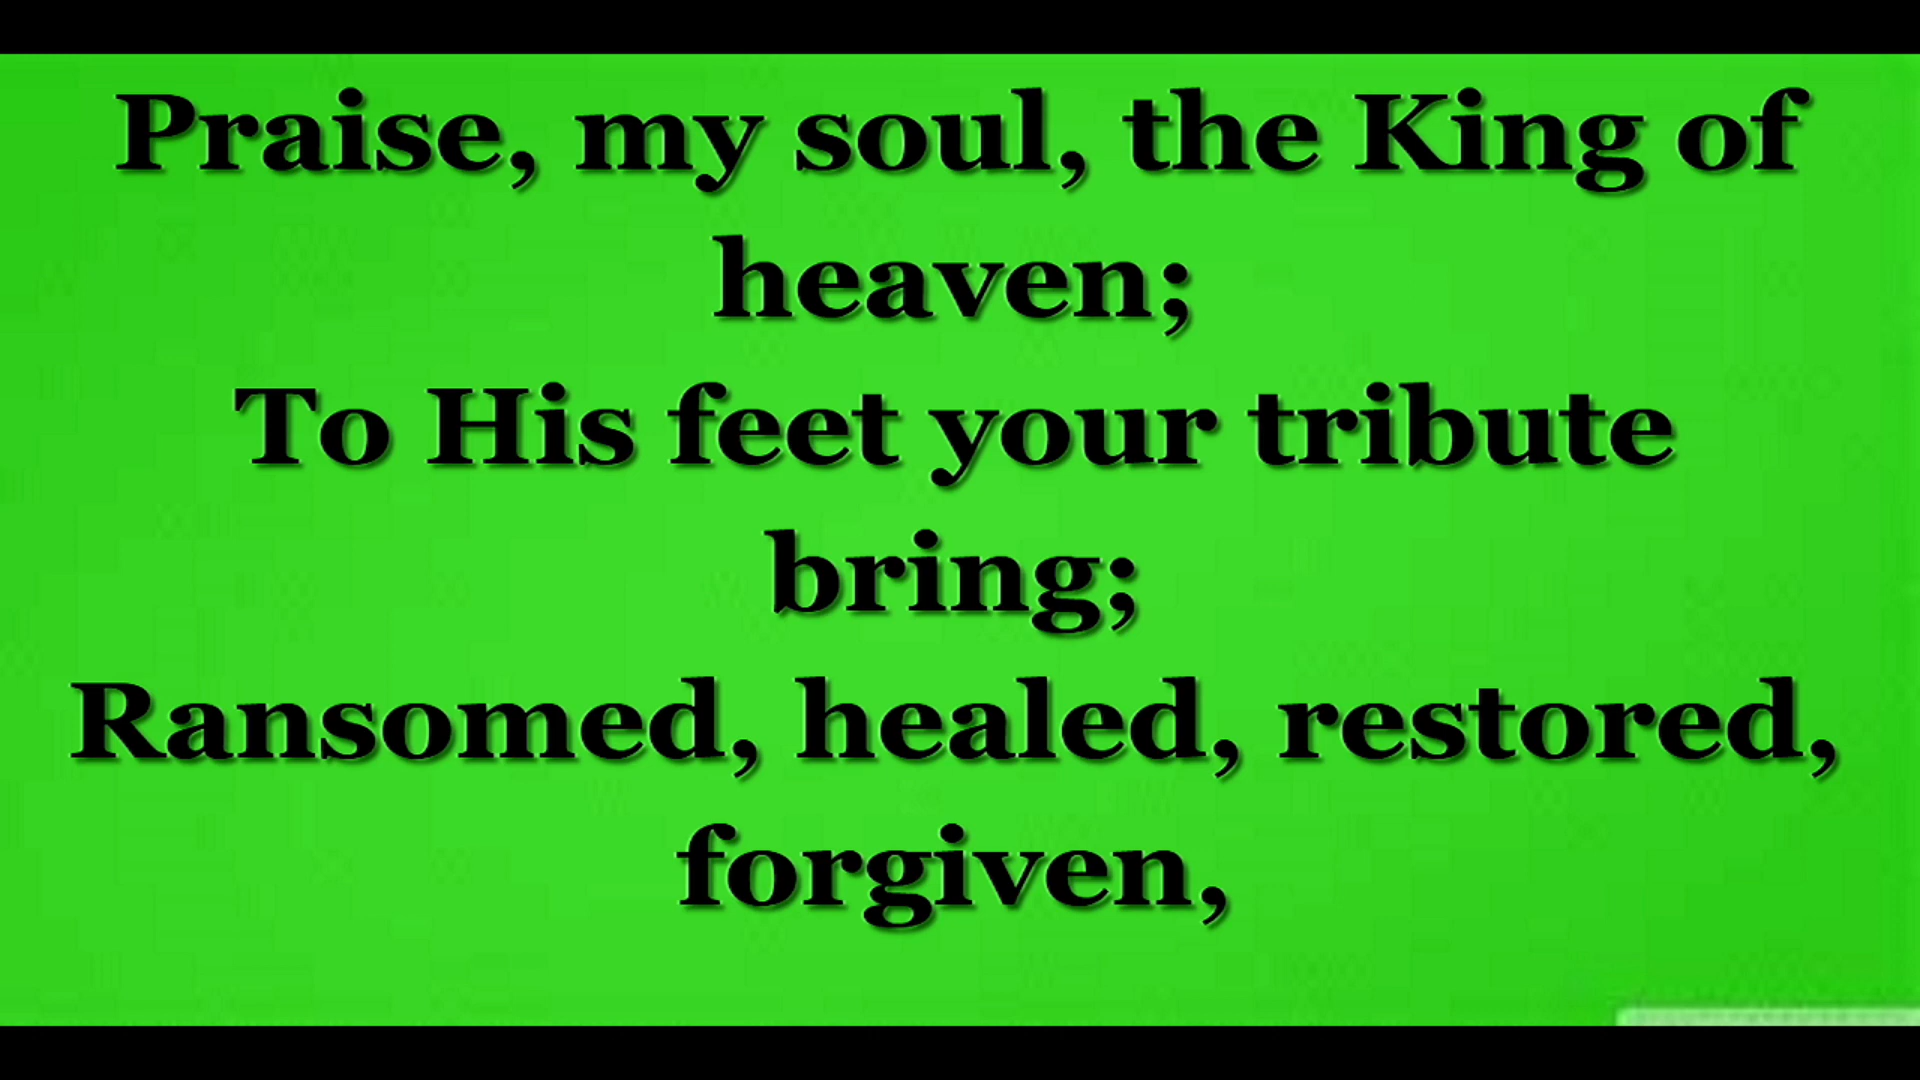 Praise, my soul, the King of
heaven;
To His feet your tribute
bring;
Ransomed, healed, restored,
forgiven,